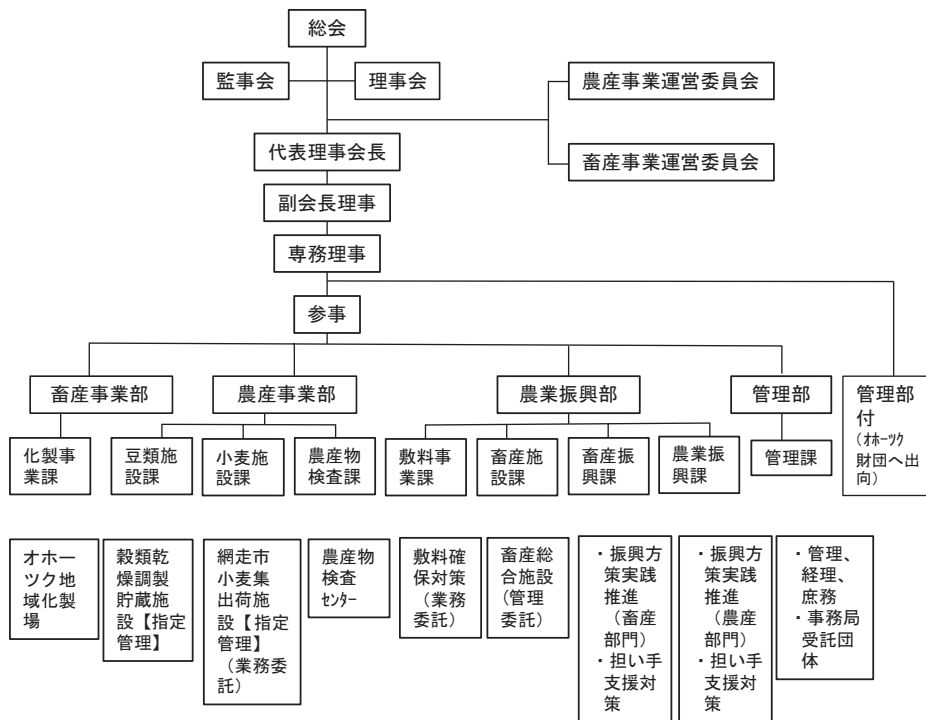 総会
監事会
理事会
農産事業運営委員会
代表理事会長
畜産事業運営委員会
副会長理事
専務理事
参事
畜産事業部
農産事業部
農業振興部
管理部
管理部
付
(ｵﾎｰﾂｸ
財団へ出
向)
化製事
業課
豆類施
設課
小麦施
設課
農産物
検査課
敷料事
業課
畜産施
設課
畜産振
興課
農業振
興課
管理課
オホー
ツク地
域化製
場
穀類乾
燥調製
貯蔵施
設【指定
管理】
網走市
小麦集
出荷施
設【指定
管理】
(業務委
託)
農産物
検査
ｾﾝﾀｰ
敷料確
保対策
(業務
委託)
畜産総
合施設
(管理
委託)
・振興方
策実践
推進
(畜産
部門)
・担い手
支援対
策
・振興方
策実践
推進
(農産
部門)
・担い手
支援対
策
・管理、
経理、
庶務
・事務局
受託団
体